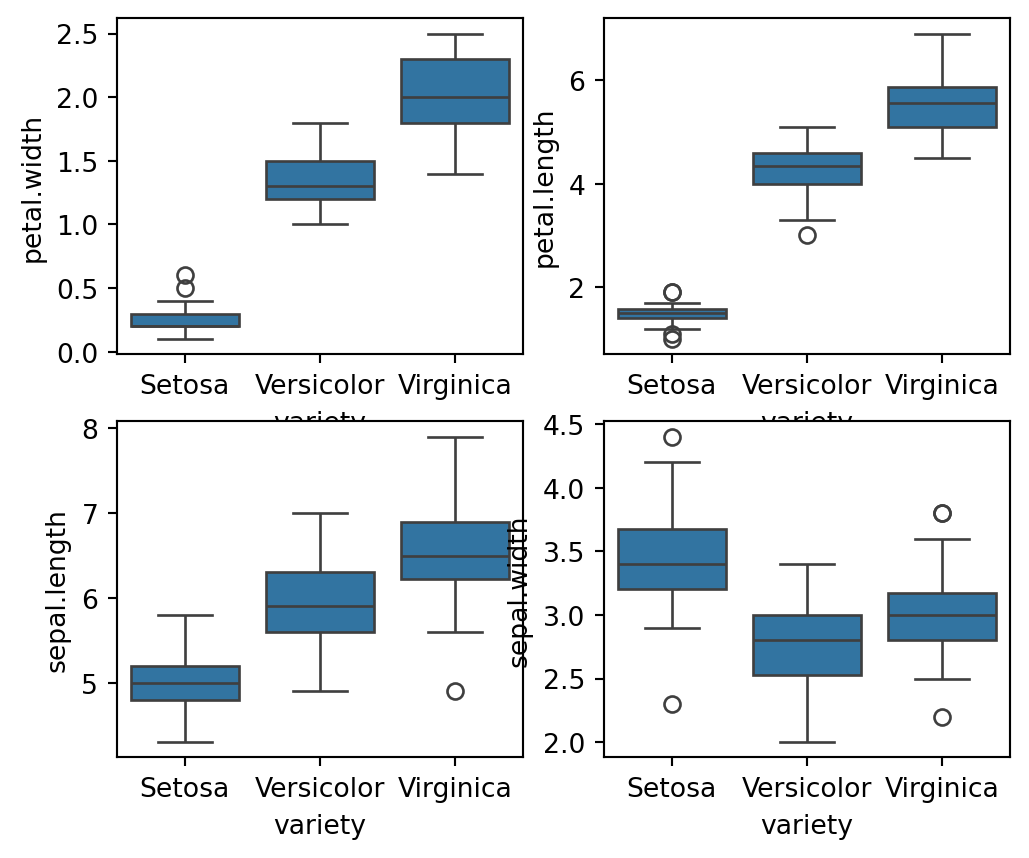 petal.width
2.5
2.0
1.5
1.0
0.5
0.0
Setosa Versicolor Virginica
variety
petal.length
6
4
2
Setosa Versicolor Virginica
variety
sepal.length
8
7
6
5
Setosa Versicolor Virginica
variety
sepal.width
4.5
4.0
3.5
3.0
2.5
2.0
Setosa Versicolor Virginica
variety